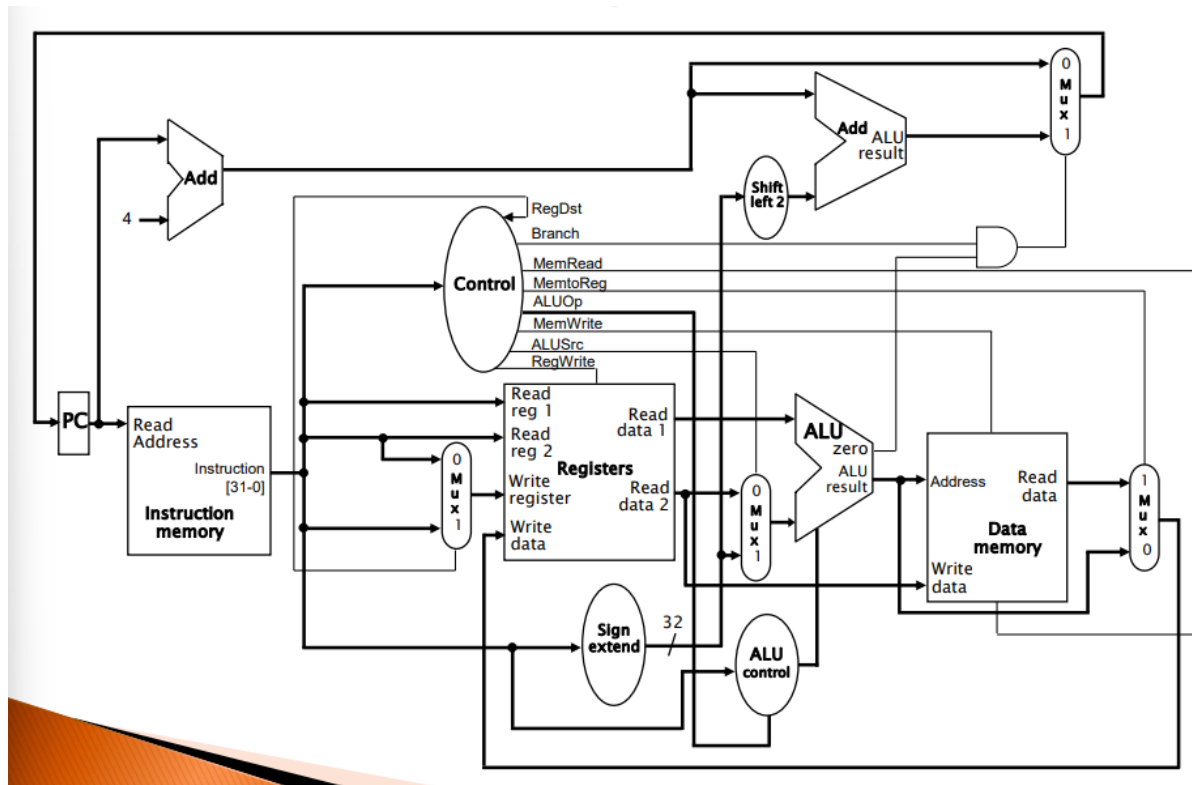 0
M
u
x
1
Add
ALU
result
Shift
left 2
Add
4
RegDst
Branch
MemRead
MemtoReg
ALUOp
MemWrite
ALUSrc
RegWrite
Control
PC
Read
Address
Instruction
[31-0]
Instruction
memory
0
M
u
x
1
Read
reg 1
Read
reg 2
Write
register
Write
data
Registers
Read
data 1
Read
data 2
0
M
u
x
1
ALU
zero
ALU
result
Address
Read
data
Data
memory
Write
data
1
M
u
x
0
Sign
extend
32
ALU
control